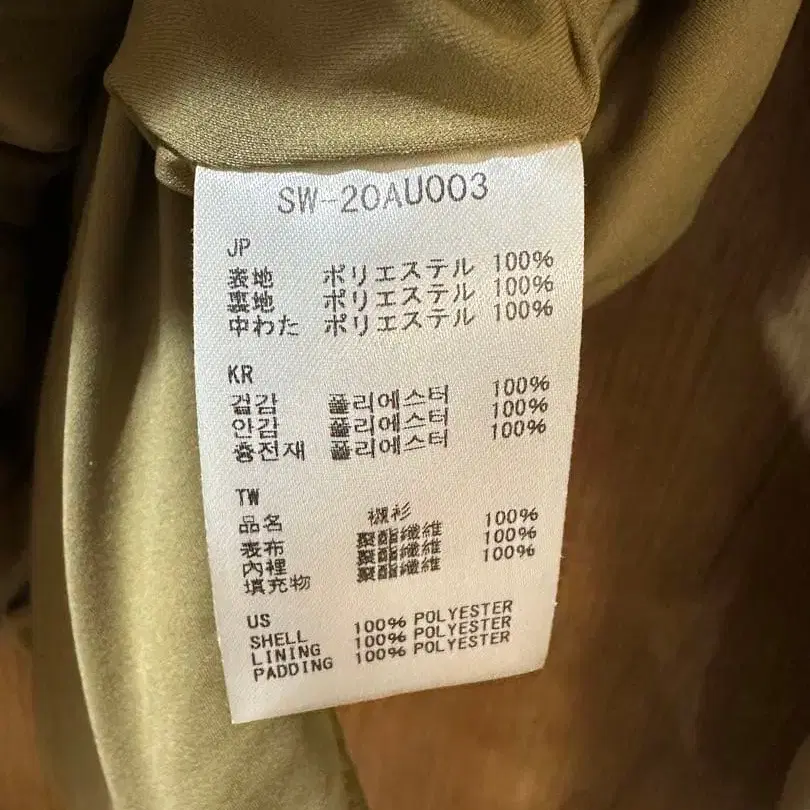 SW-20AU003
JP
表地 ポリエステル 100%
裏地 ポリエステル 100%
中わた ポリエステル 100%
KR
겉감 폴리에스터 100%
안감 폴리에스터 100%
충전재 폴리에스터 100%
TW
品名 襯衫
表布 聚酯纖維 100%
內裡 聚酯纖維 100%
填充物 聚酯纖維 100%
US
SHELL 100% POLYESTER
LINING 100% POLYESTER
PADDING 100% POLYESTER